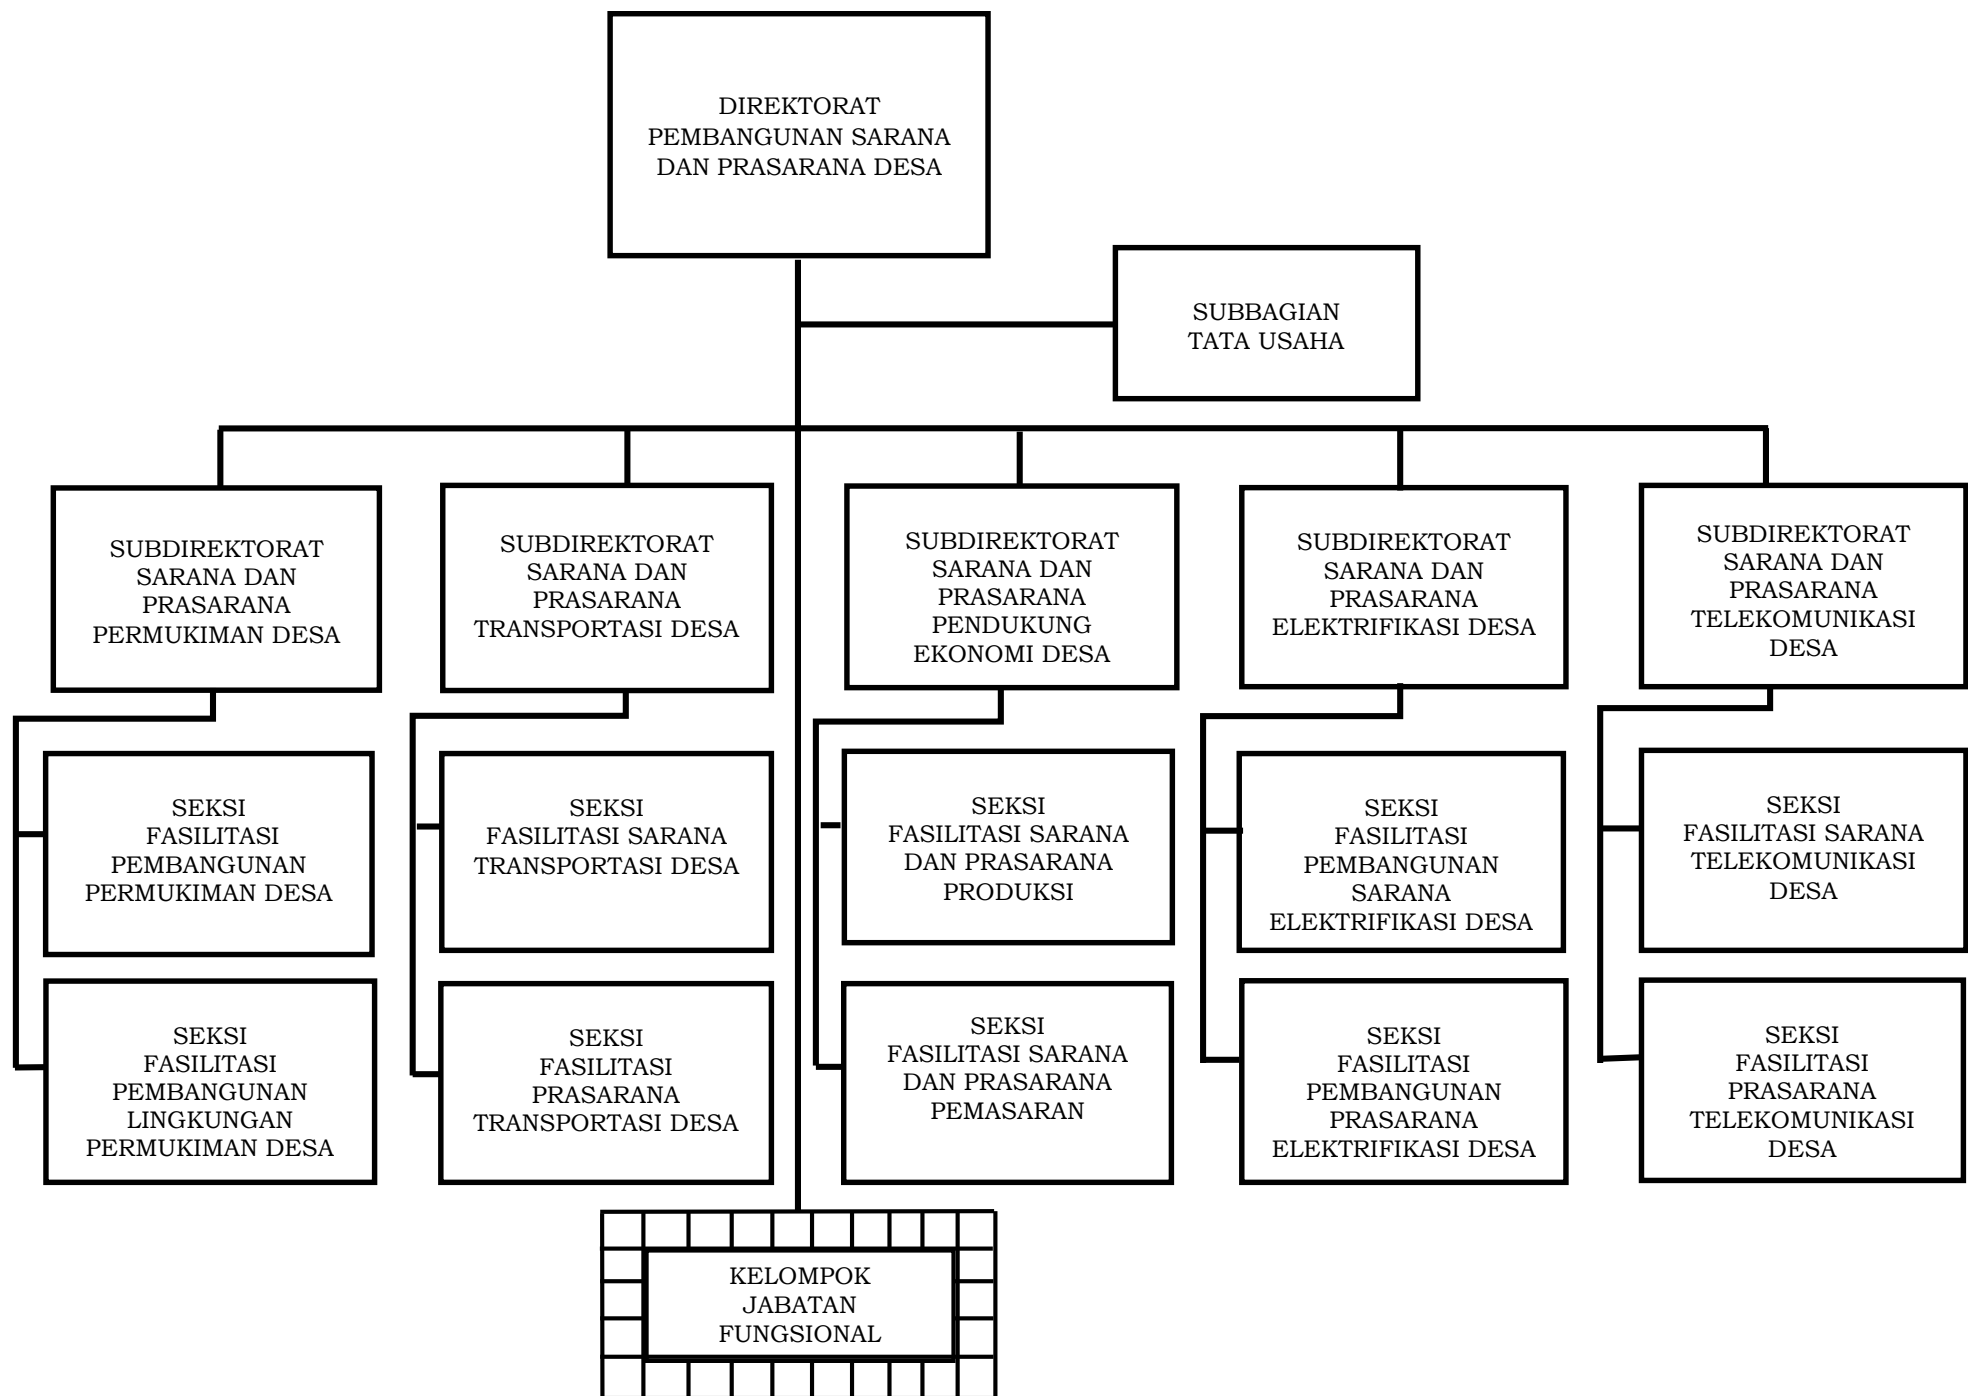 DIREKTORAT
PEMBANGUNAN SARANA
DAN PRASARANA DESA
SUBBAGIAN
TATA USAHA
SUBDIREKTORAT
SARANA DAN
PRASARANA
PERMUKIMAN DESA
SUBDIREKTORAT
SARANA DAN
PRASARANA
TRANSPORTASI DESA
SUBDIREKTORAT
SARANA DAN
PRASARANA
PENDUKUNG
EKONOMI DESA
SUBDIREKTORAT
SARANA DAN
PRASARANA
ELEKTRIFIKASI DESA
SUBDIREKTORAT
SARANA DAN
PRASARANA
TELEKOMUNIKASI
DESA
SEKSI
FASILITASI
PEMBANGUNAN
PERMUKIMAN DESA
SEKSI
FASILITASI SARANA
TRANSPORTASI DESA
SEKSI
FASILITASI SARANA
DAN PRASARANA
PRODUKSI
SEKSI
FASILITASI
PEMBANGUNAN
SARANA
ELEKTRIFIKASI DESA
SEKSI
FASILITASI SARANA
TELEKOMUNIKASI
DESA
SEKSI
FASILITASI
PEMBANGUNAN
LINGKUNGAN
PERMUKIMAN DESA
SEKSI
FASILITASI
PRASARANA
TRANSPORTASI DESA
SEKSI
FASILITASI SARANA
DAN PRASARANA
PEMASARAN
SEKSI
FASILITASI
PEMBANGUNAN
PRASARANA
ELEKTRIFIKASI DESA
SEKSI
FASILITASI
PRASARANA
TELEKOMUNIKASI
DESA
KELOMPOK
JABATAN
FUNGSIONAL